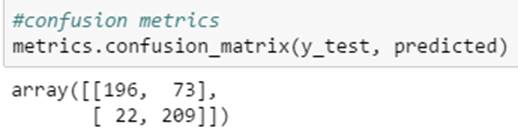 #confusion metrics
metrics.confusion_matrix(y_test, predicted)
array([[196,  73],
       [ 22, 209]])